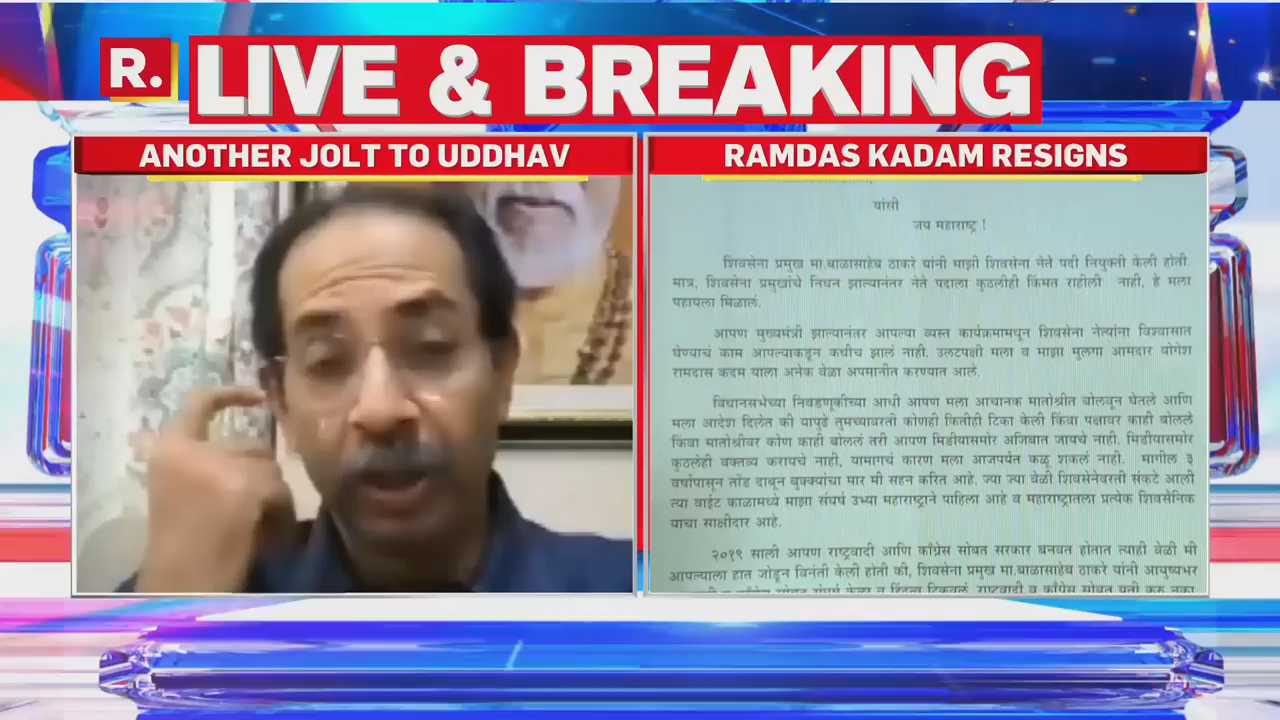 R.
LIVE & BREAKING
ANOTHER JOLT TO UDDHAV
RAMDAS KADAM RESIGNS
यांसी
जय महाराष्ट्र !
शिवसेना प्रमुख मा.बाळासाहेब ठाकरे यांनी माझी शिवसेना नेते पदी नियुक्ती केली होती.
मात्र, शिवसेना प्रमुखांचे निधन झाल्यानंतर नेते पदाला कुठलीही किंमत राहीली नाही, हे मला
पहायला मिळालं.
आपण मुख्यमंत्री झाल्यानंतर आपल्या व्यस्त कार्यक्रमामधून शिवसेना नेत्यांना विश्वासात
घेण्याचं काम आपल्याकडून कधीच झालं नाही. उलटपक्षी मला व माझा मुलगा आमदार योगेश
रामदास कदम याला अनेक वेळा अपमानीत करण्यात आले.
विधानसभेच्या निवडणूकीच्या आधी आपण मला आचानक मातोश्रीत बोलवून घेतले आणि
मला आदेश दिलेत की यापुढे तुमच्यावरती कोणही कितीही टिका केली किंवा पक्षावर काही बोलले
किंवा मातोश्रीवर कोण काही बोललं तरी आपण मिडीयासमोर अजिबात जायचे नाही. मिडीयासमोर
कुठलेही वक्तव्य करायचे नाही, यामागचं कारण मला आजपर्यत कळू शकलं नाही. मागील ३
वर्षापासून तोंड दाबून बुक्क्यांचा मार मी सहन करित आहे. ज्या ज्या वेळी शिवसेनेवरती संकटे आली
त्या वाईट काळामध्ये माझा संघर्ष उभ्या महाराष्ट्राने पाहिला आहे व महाराष्ट्रातला प्रत्येक शिवसैनिक
याचा साक्षीदार आहे.
२०१९ साली आपण राष्ट्रवादी आणि काँग्रेस सोबत सरकार बनवत होतात त्याही वेळी मी
आपल्याला हात जोडून विनंती केली होती की, शिवसेना प्रमुख मा.बाळासाहेब ठाकरे यांनी आयुष्यभर